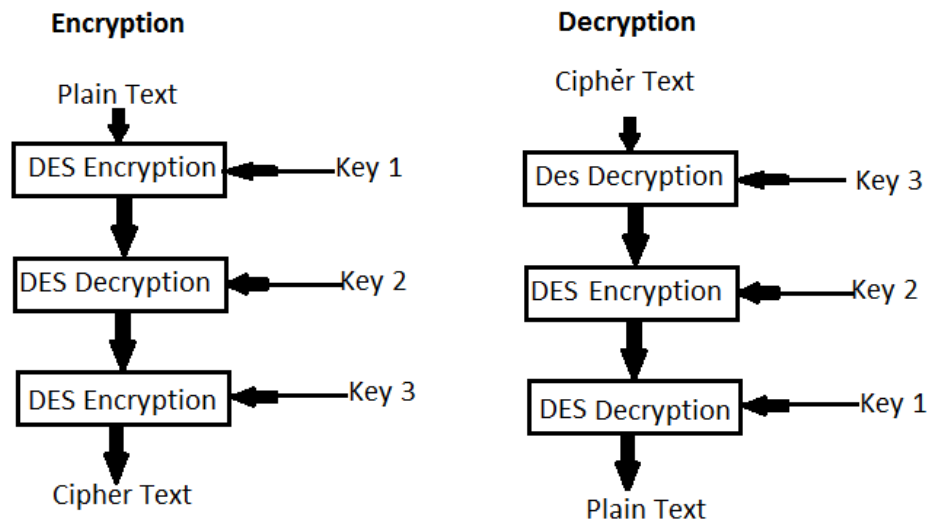 Encryption
Plain Text
DES Encryption
Key 1
DES Decryption
Key 2
DES Encryption
Key 3
Cipher Text
Decryption
Cipher Text
Des Decryption
Key 3
DES Encryption
Key 2
DES Decryption
Key 1
Plain Text